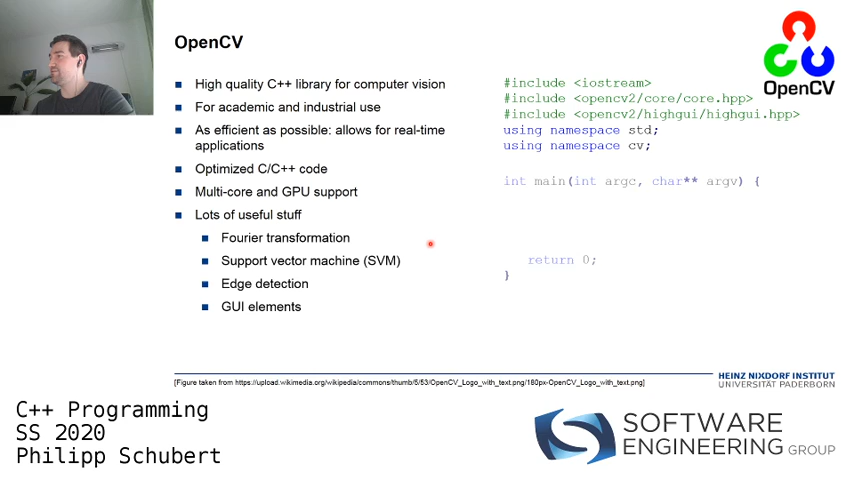 OpenCV
High quality C++ library for computer vision
For academic and industrial use
As efficient as possible: allows for real-time
applications
Optimized C/C++ code
Multi-core and GPU support
Lots of useful stuff
Fourier transformation
Support vector machine (SVM)
Edge detection
GUI elements
OpenCV
#include <iostream>
#include <opencv2/core/core.hpp>
#include <opencv2/highgui/highgui.hpp>
using namespace std;
using namespace cv;
int main(int argc, char** argv) {
return 0;
}
[Figure taken from https://upload.wikimedia.org/wikipedia/commons/thumb/5/53/OpenCV_Logo_with_text.png/180px-OpenCV_Logo_with_text.png]
HEINZ NIXDORF INSTITUT
UNIVERSITÄT PADERBORN
C++ Programming
SS 2020
Philipp Schubert
SOFTWARE
ENGINEERING GROUP